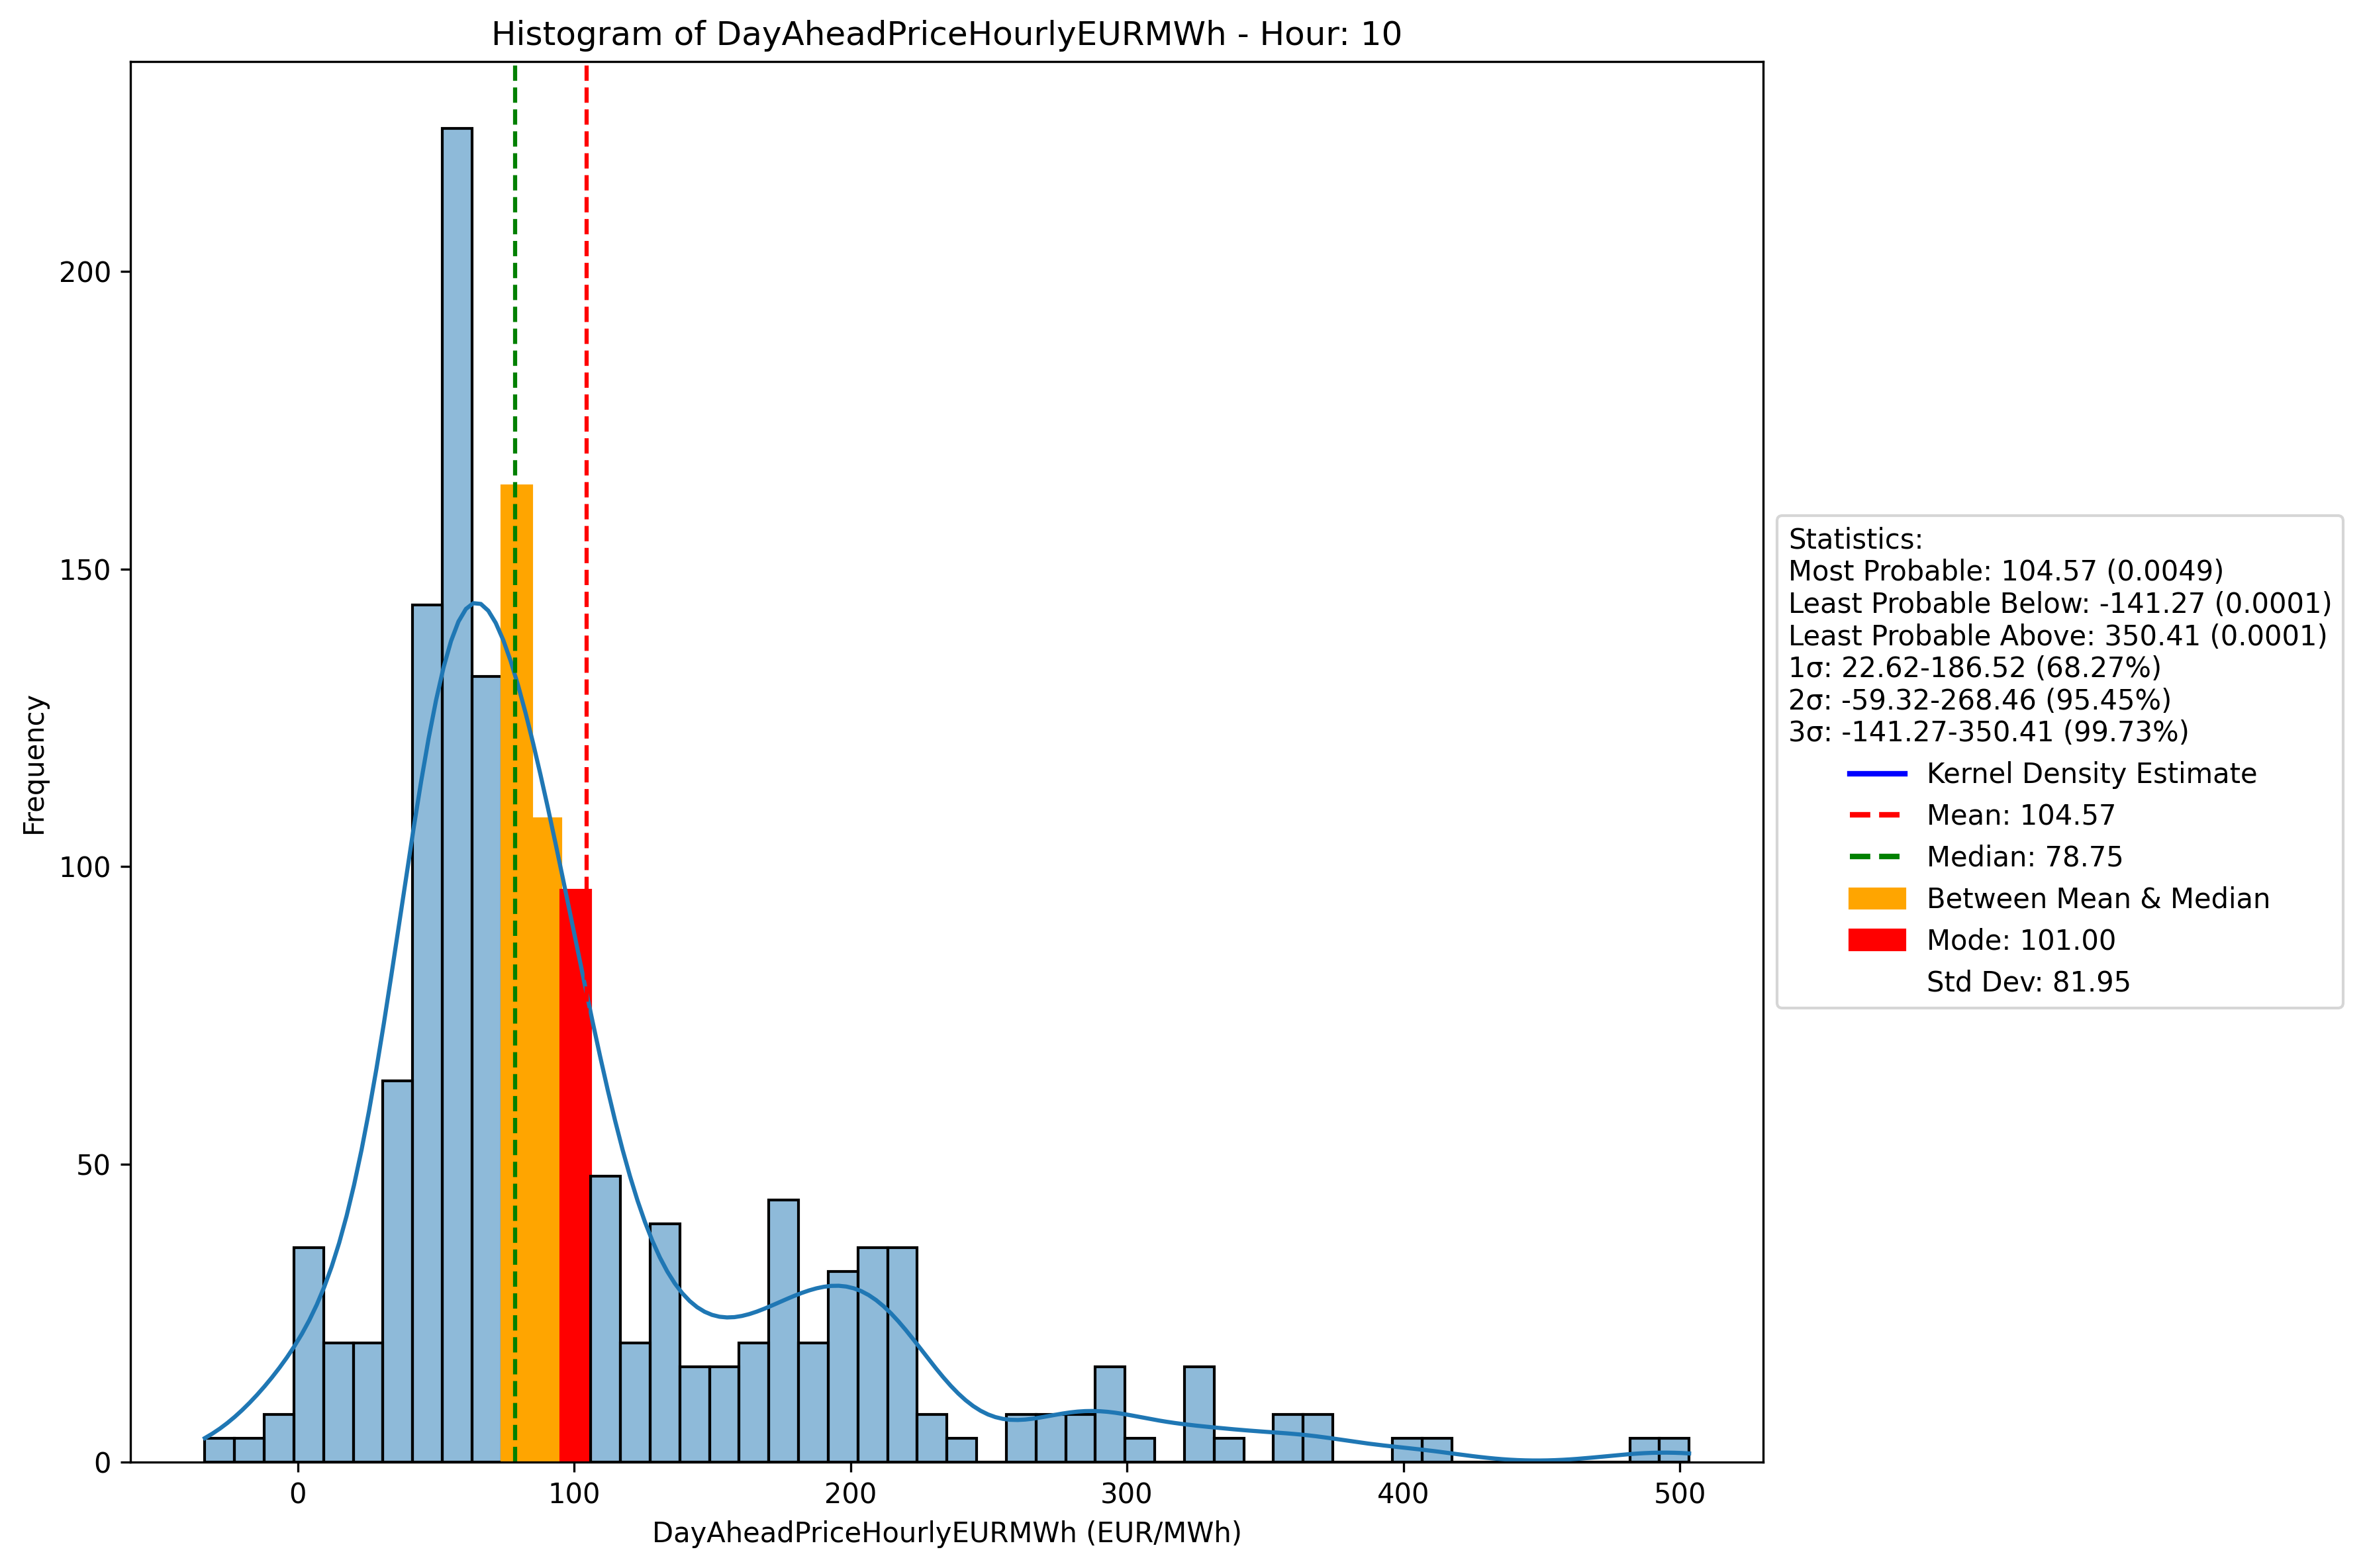 Histogram of DayAheadPriceHourlyEURMWh - Hour: 10
200
150
100
50
0
Frequency
0 100 200 300 400 500
DayAheadPriceHourlyEURMWh (EUR/MWh)
Statistics:
Most Probable: 104.57 (0.0049)
Least Probable Below: -141.27 (0.0001)
Least Probable Above: 350.41 (0.0001)
1σ: 22.62-186.52 (68.27%)
2σ: -59.32-268.46 (95.45%)
3σ: -141.27-350.41 (99.73%)
Kernel Density Estimate
Mean: 104.57
Median: 78.75
Between Mean & Median
Mode: 101.00
Std Dev: 81.95